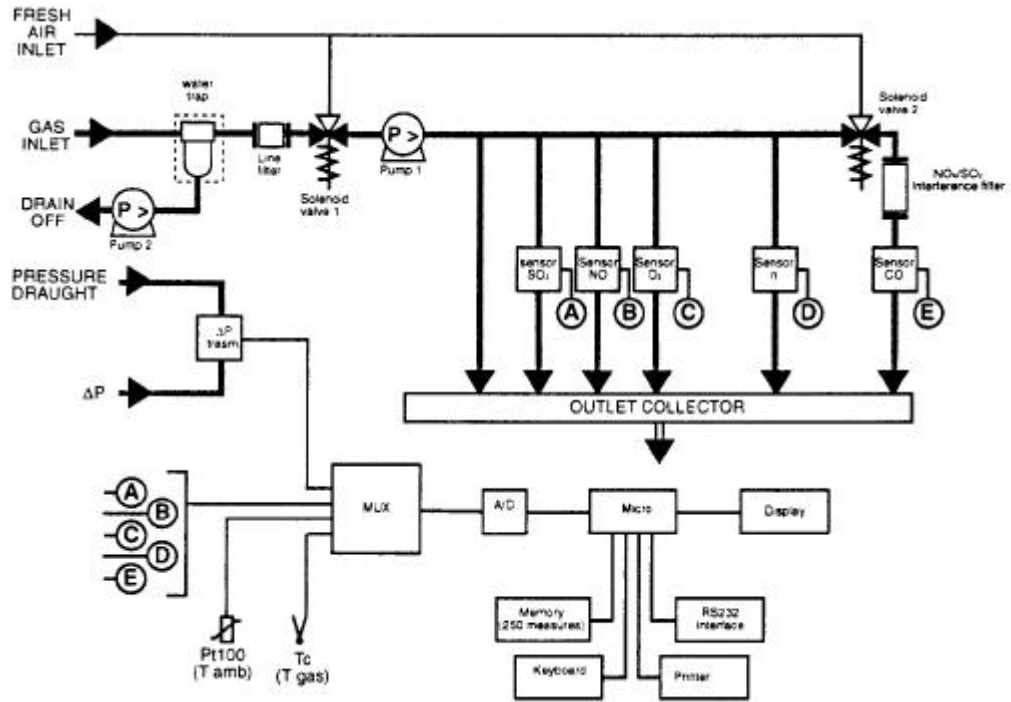 FRESH
AIR
INLET
water
trap
GAS
INLET
Line
filter
Solenoid
valve 1
P >
Pump 1
Solenoid
valve 2
NOx/SO2
Interference filter
DRAIN
OFF
P >
Pump 2
PRESSURE
DRAUGHT
ΔP
trasm.
ΔP
sensor
SO2
A
Sensor
NO
B
Sensor
O2
C
Sensor
n
D
Sensor
CO
E
OUTLET COLLECTOR
A
B
C
D
E
MUX
A/D
Micro
Display
Memory
(250 measures)
RS232
interface
Keyboard
Printer
Pt100
(T amb)
Tc
(T gas)